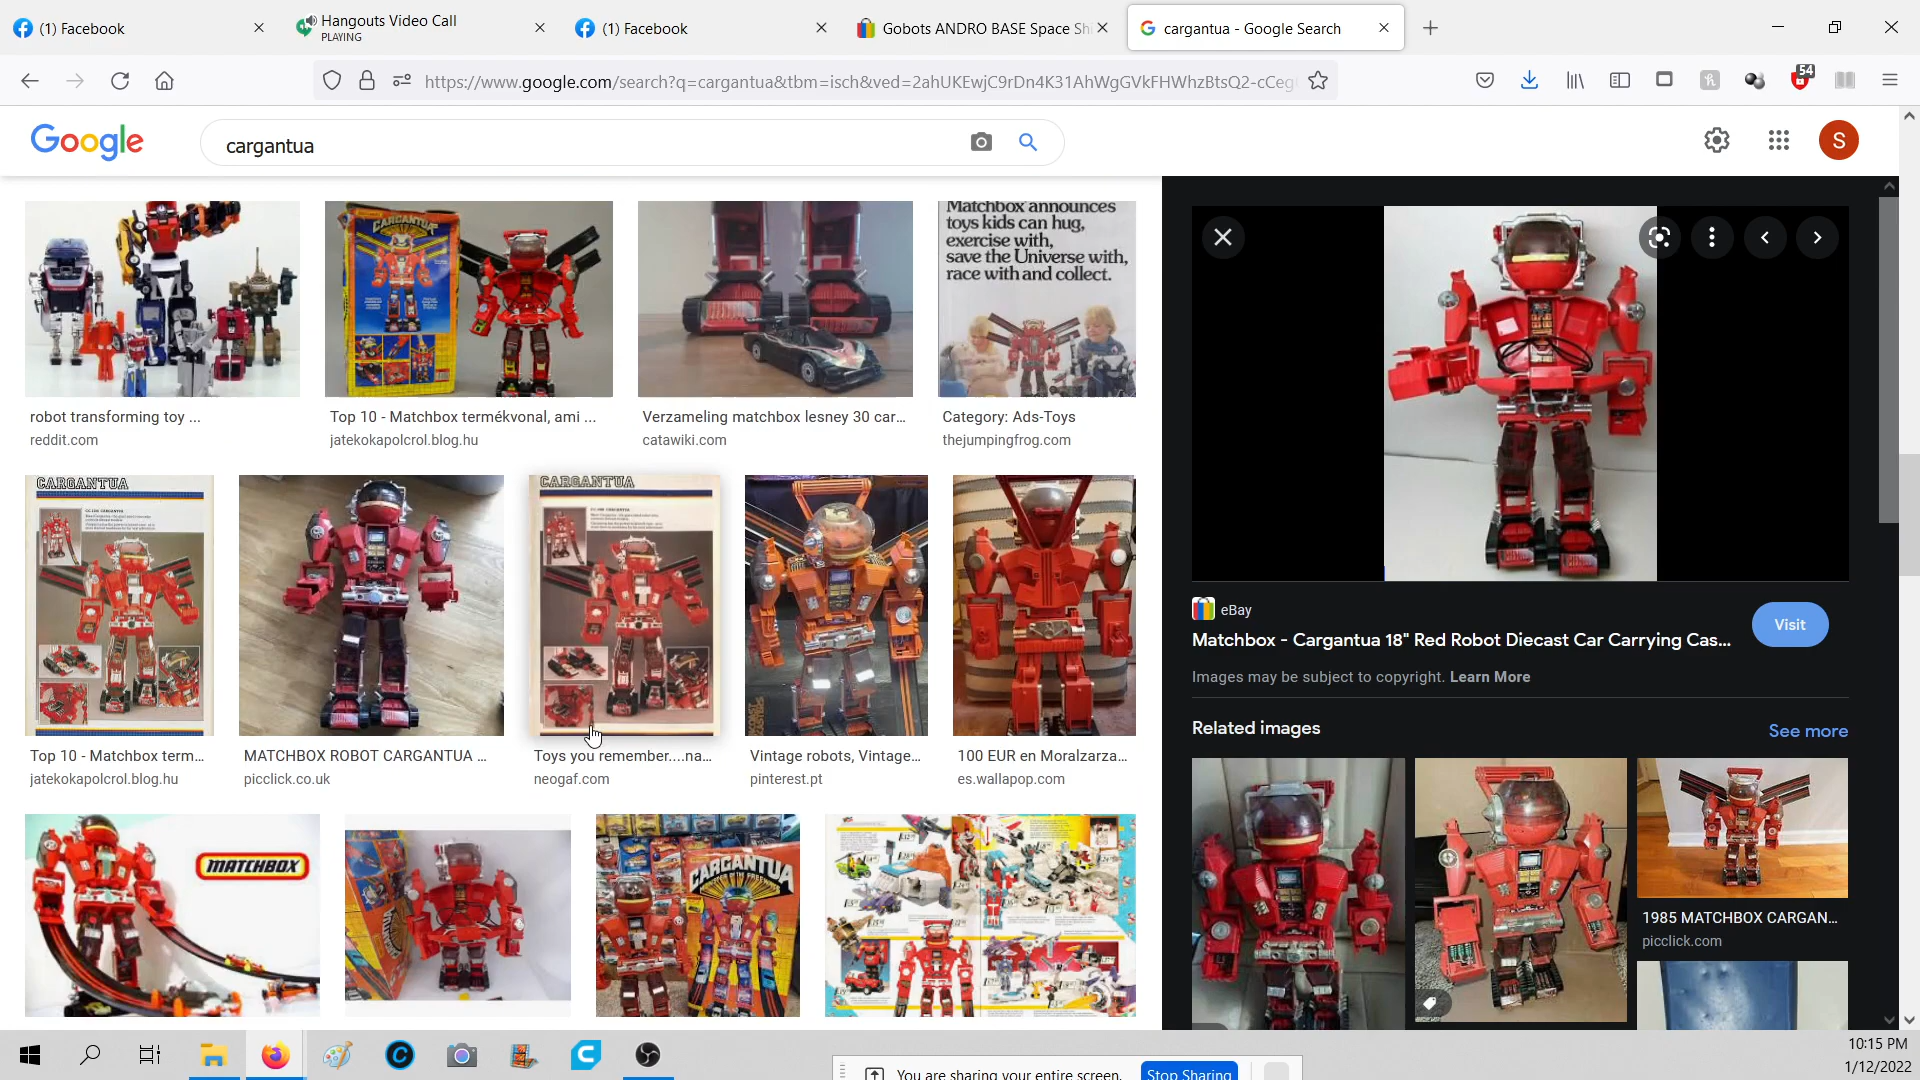 (1) Facebook
Hangouts Video Call
PLAYING
(1) Facebook
Gobots ANDRO BASE Space Sh
cargantua - Google Search
https://www.google.com/search?q=cargantua&tbm=isch&ved=2ahUKEwjC9rDn4K31AhWgGVkFHWhzBtsQ2-cCeg
54
Google
cargantua
S
CARGANTUA
Matchbox announces
toys kids can hug,
exercise with,
save the Universe with,
race with and collect.
robot transforming toy ...
reddit.com
Top 10 - Matchbox termékvonal, ami ...
jatekokapolcrol.blog.hu
Verzameling matchbox lesney 30 car...
catawiki.com
Category: Ads-Toys
thejumpingfrog.com
CARGANTUA
CARGANTUA
Top 10 - Matchbox term...
jatekokapolcrol.blog.hu
MATCHBOX ROBOT CARGANTUA ...
picclick.co.uk
Toys you remember....na...
neogaf.com
Vintage robots, Vintage...
pinterest.pt
100 EUR en Moralzarza...
es.wallapop.com
MATCHBOX
CARGANTUA
eBay
Matchbox - Cargantua 18" Red Robot Diecast Car Carrying Cas...
Visit
Images may be subject to copyright. Learn More
Related images
See more
1985 MATCHBOX CARGAN...
picclick.com
You are sharing your entire screen.
Stop Sharing
10:15 PM
1/12/2022